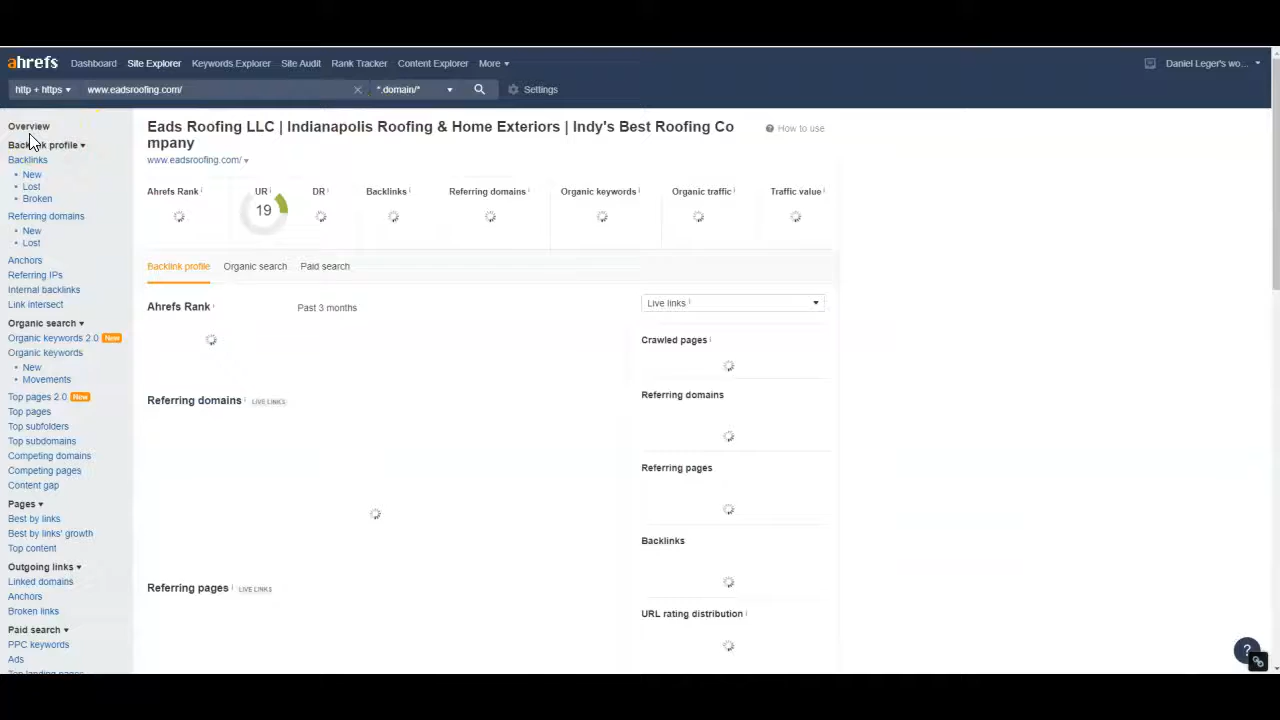 ahrefs Dashboard Site Explorer Keywords Explorer Site Audit Rank Tracker Content Explorer More Daniel Leger's wo...
http + https www.eadsroofing.com/ *.domain/* Settings
Overview
Backlink profile
Backlinks
New
Lost
Broken
Referring domains
New
Lost
Anchors
Referring IPs
Internal backlinks
Link intersect
Organic search
Organic keywords 2.0 New
Organic keywords
New
Movements
Top pages 2.0 New
Top pages
Top subfolders
Top subdomains
Competing domains
Competing pages
Content gap
Pages
Best by links
Best by links' growth
Top content
Outgoing links
Linked domains
Anchors
Broken links
Paid search
PPC keywords
Ads
Top landing pages
Eads Roofing LLC | Indianapolis Roofing & Home Exteriors | Indy's Best Roofing Co
mpany
How to use
www.eadsroofing.com/
Ahrefs Rank UR DR Backlinks Referring domains Organic keywords Organic traffic Traffic value
19
Backlink profile Organic search Paid search
Ahrefs Rank Past 3 months
Referring domains LIVE LINKS
Referring pages LIVE LINKS
Live links
Crawled pages
Referring domains
Referring pages
Backlinks
URL rating distribution
?